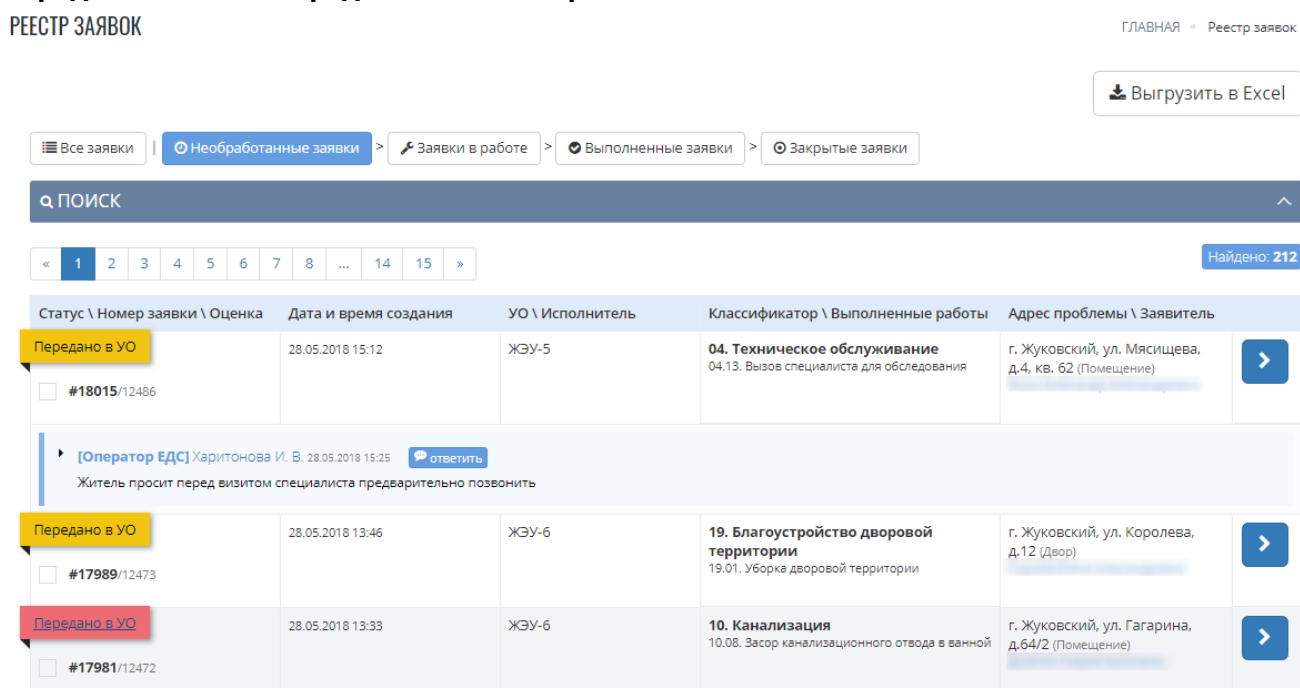 РЕЕСТР ЗАЯВОК
ГЛАВНАЯ Реестр заявок
Выгрузить в Excel
Все заявки | Необработанные заявки > Заявки в работе > Выполненные заявки > Закрытые заявки
ПОИСК
« 1 2 3 4 5 6 7 8 ... 14 15 »
Найдено: 212
Статус \ Номер заявки \ Оценка Дата и время создания УО \ Исполнитель Классификатор \ Выполненные работы Адрес проблемы \ Заявитель
Передано в УО
28.05.2018 15:12
ЖЭУ-5
04. Техническое обслуживание
04.13. Вызов специалиста для обследования
г. Жуковский, ул. Мясищева,
д.4, кв. 62 (Помещение)
#18015/12486
[Оператор ЕДС] Харитонова И. В. 28.05.2018 15:25 ответить
Житель просит перед визитом специалиста предварительно позвонить
Передано в УО
28.05.2018 13:46
ЖЭУ-6
19. Благоустройство дворовой
территории
19.01. Уборка дворовой территории
г. Жуковский, ул. Королева,
д.12 (Двор)
#17989/12473
Передано в УО
28.05.2018 13:33
ЖЭУ-6
10. Канализация
10.08. Засор канализационного отвода в ванной
г. Жуковский, ул. Гагарина,
д.64/2 (Помещение)
#17981/12472